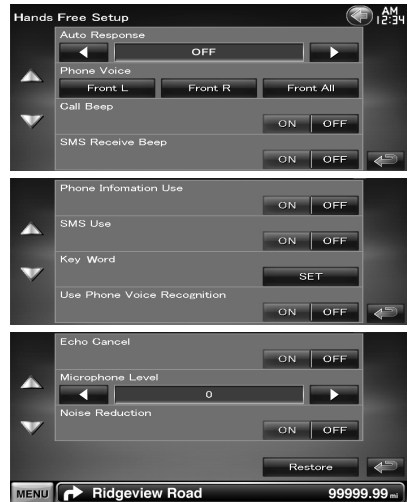 Hands Free Setup AM
12:34
Auto Response
OFF
Phone Voice
Front L Front R Front All
Call Beep
ON OFF
SMS Receive Beep
ON OFF
Phone Infomation Use
ON OFF
SMS Use
ON OFF
Key Word
SET
Use Phone Voice Recognition
ON OFF
Echo Cancel
ON OFF
Microphone Level
0
Noise Reduction
ON OFF
Restore
MENU Ridgeview Road 99999.99 mi